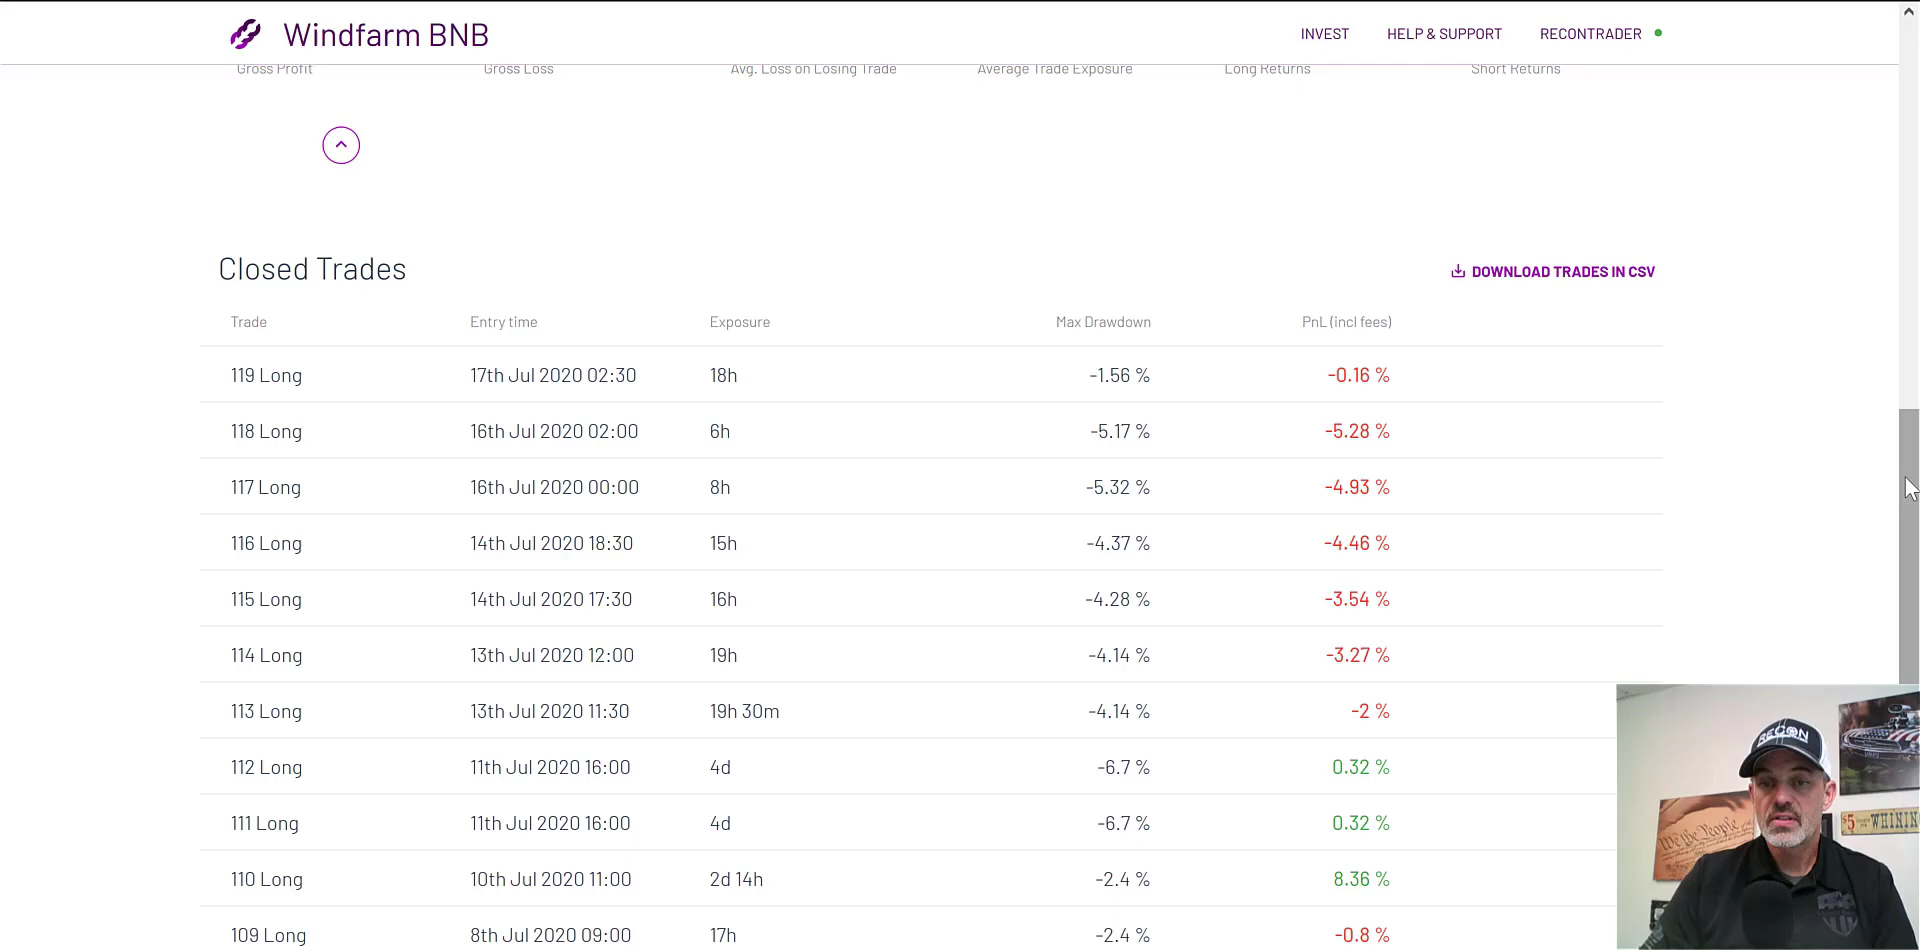 Windfarm BNB
INVEST HELP & SUPPORT RECONTRADER
Gross Profit Gross Loss Avg. Loss on Losing Trade Average Trade Exposure Long Returns Short Returns
Closed Trades
DOWNLOAD TRADES IN CSV
Trade Entry time Exposure Max Drawdown PnL (incl fees)
119 Long 17th Jul 2020 02:30 18h -1.56 % -0.16 %
118 Long 16th Jul 2020 02:00 6h -5.17 % -5.28 %
117 Long 16th Jul 2020 00:00 8h -5.32 % -4.93 %
116 Long 14th Jul 2020 18:30 15h -4.37 % -4.46 %
115 Long 14th Jul 2020 17:30 16h -4.28 % -3.54 %
114 Long 13th Jul 2020 12:00 19h -4.14 % -3.27 %
113 Long 13th Jul 2020 11:30 19h 30m -4.14 % -2 %
112 Long 11th Jul 2020 16:00 4d -6.7 % 0.32 %
111 Long 11th Jul 2020 16:00 4d -6.7 % 0.32 %
110 Long 10th Jul 2020 11:00 2d 14h -2.4 % 8.36 %
109 Long 8th Jul 2020 09:00 17h -2.4 % -0.8 %
RECON
We the People
$5 WHININ